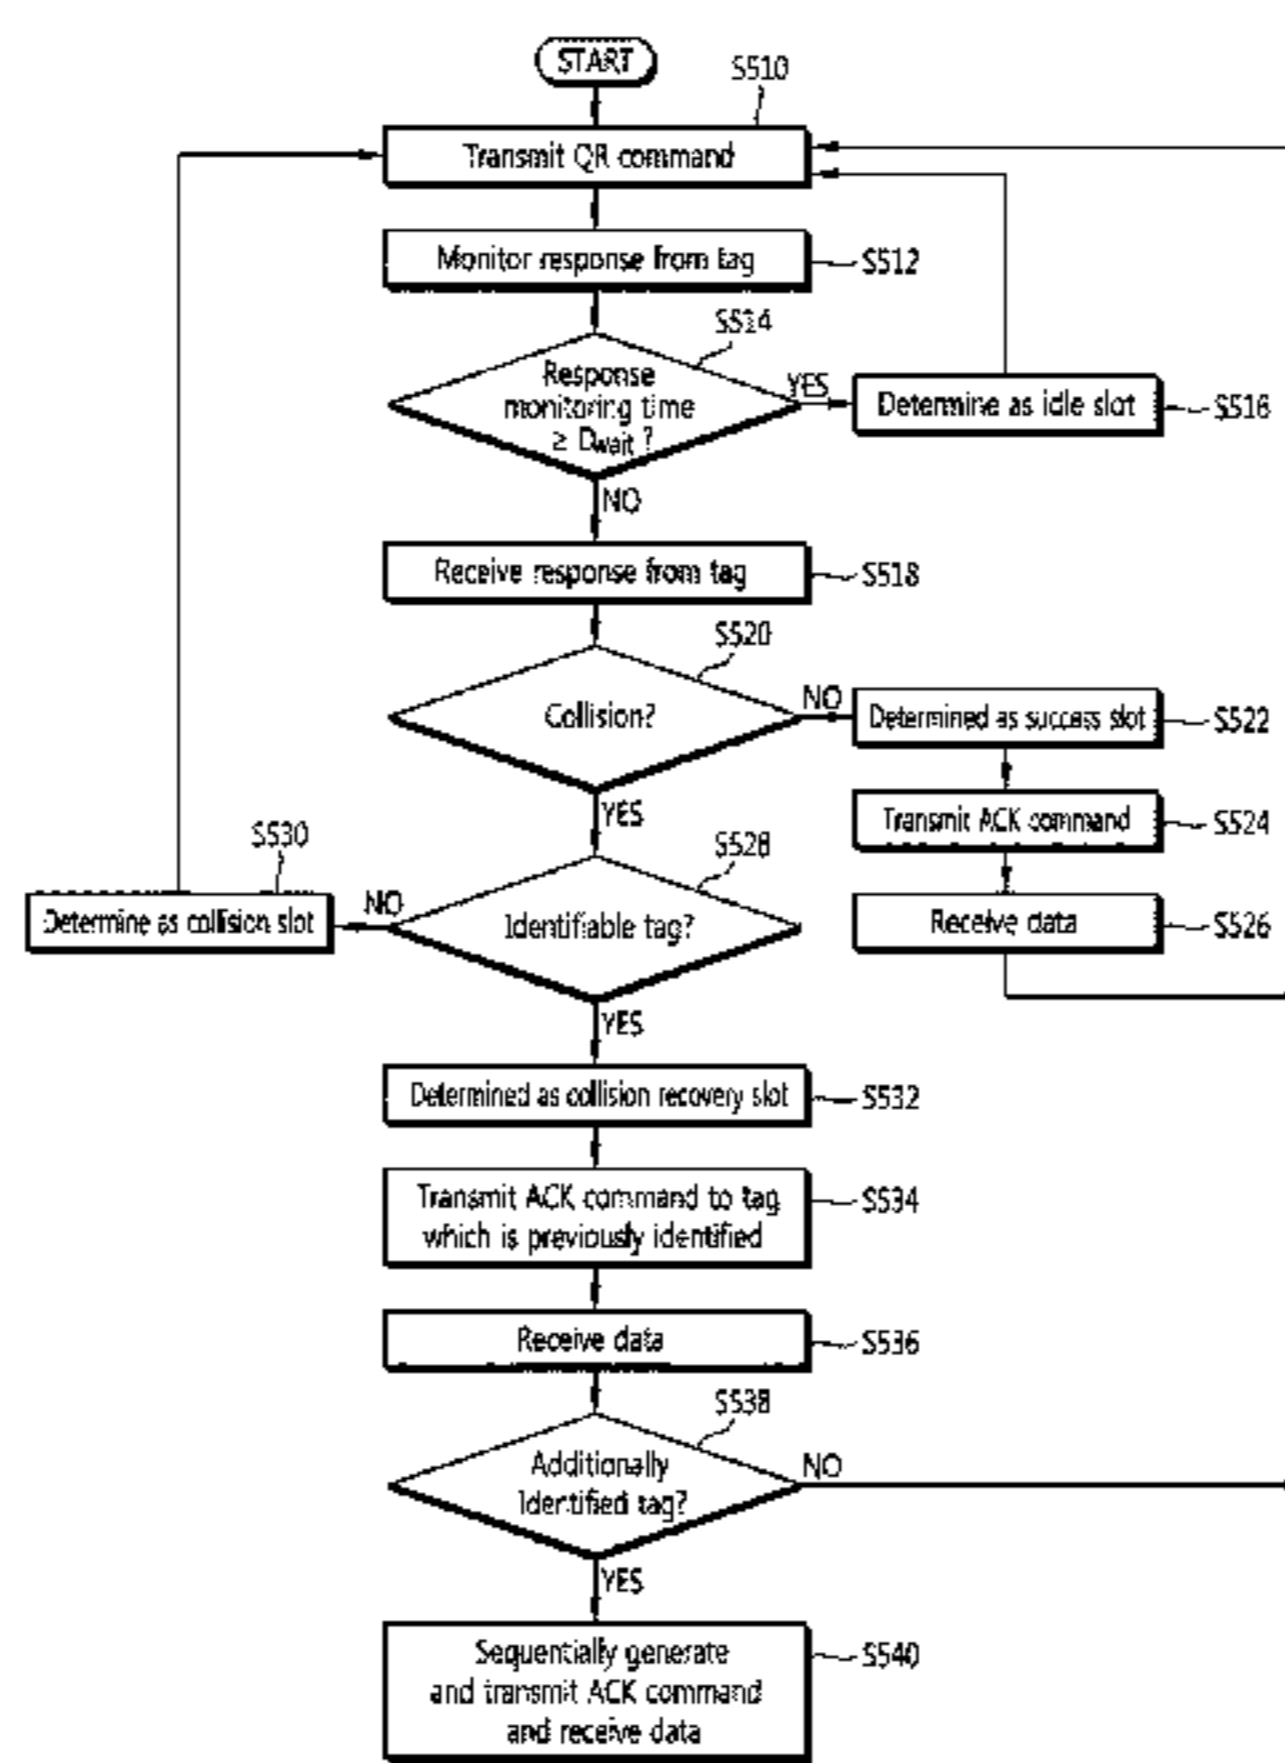 START
S510
Transmit QR command
Monitor response from tag
S512
S514
Response
monitoring time
≥ Dwait ?
YES
Determine as idle slot
S516
NO
Receive response from tag
S518
S520
Collision?
NO
Determined as success slot
S522
YES
Transmit ACK command
S524
S530
S528
Determine as collision slot
NO
Identifiable tag?
Receive data
S526
YES
Determined as collision recovery slot
S532
Transmit ACK command to tag
which is previously identified
S534
Receive data
S536
S538
Additionally
Identified tag?
NO
YES
Sequentially generate
and transmit ACK command
and receive data
S540